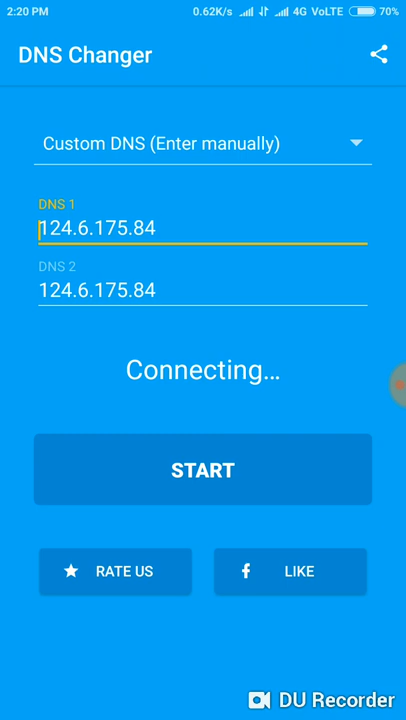 2:20 PM 0.62K/s 4G VoLTE 70%
DNS Changer
Custom DNS (Enter manually)
DNS 1
124.6.175.84
DNS 2
124.6.175.84
Connecting...
START
RATE US LIKE
DU Recorder